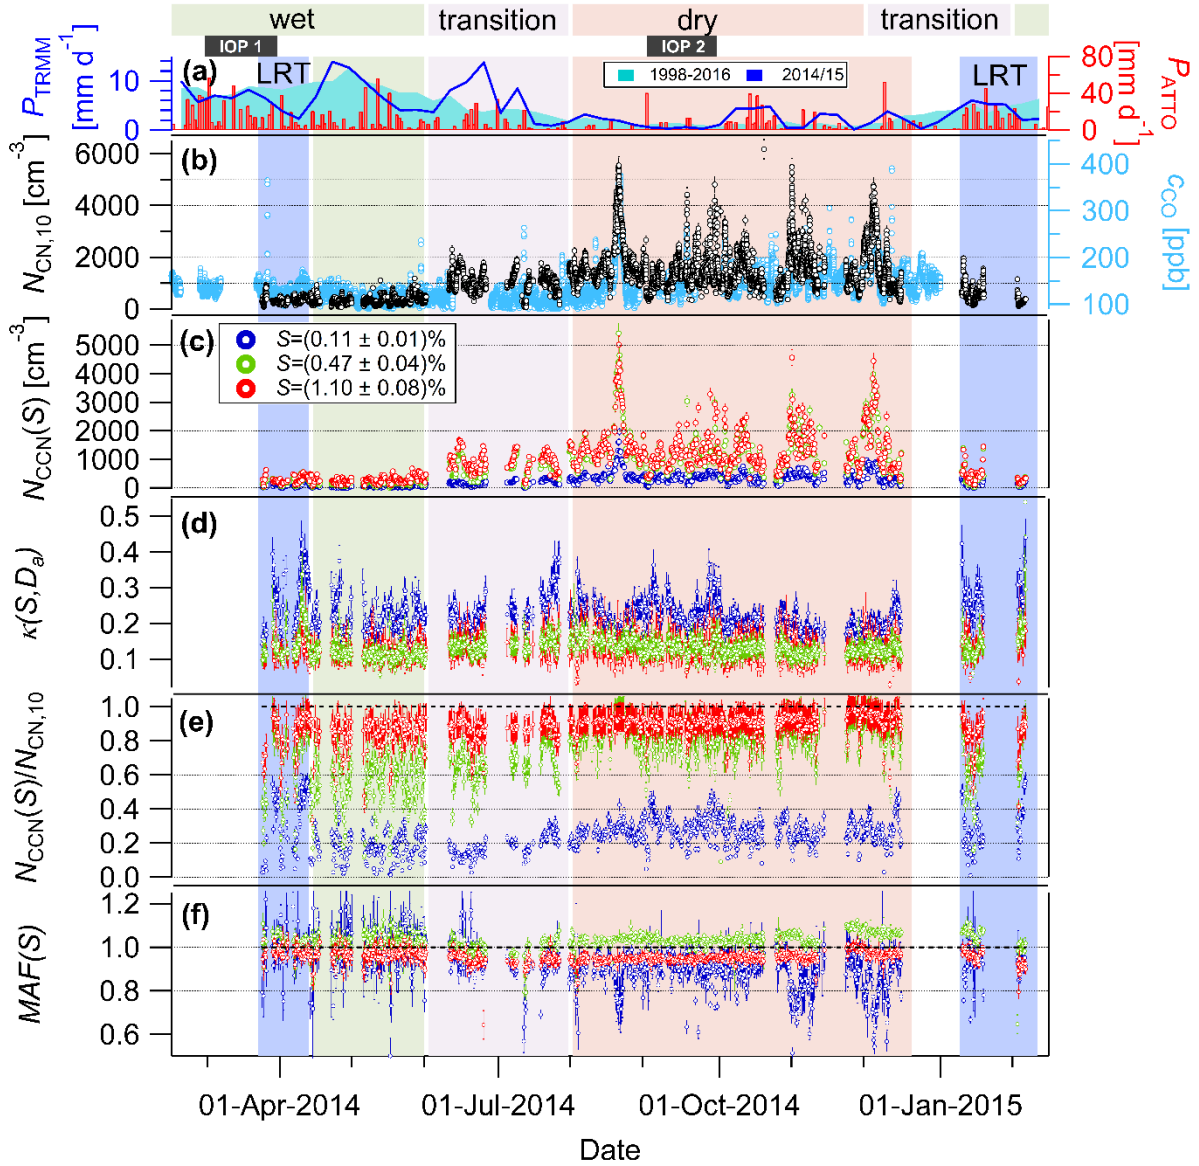 wet transition dry transition
IOP 1 IOP 2
(a) LRT 1998-2016 2014/15 LRT
P_TRMM [mm d⁻¹]
10
0
P_ATTO [mm d⁻¹]
80
40
0
(b)
N_CN,10 [cm⁻³]
6000
4000
2000
1000
0
c_CO [ppb]
400
300
200
150
100
(c)
S=(0.11 ± 0.01)%
S=(0.47 ± 0.04)%
S=(1.10 ± 0.08)%
N_CCN(S) [cm⁻³]
5000
4000
3000
2000
1000
0
(d)
κ(S,D_a)
0.5
0.4
0.3
0.2
0.1
(e)
N_CCN(S)/N_CN,10
1.0
0.8
0.6
0.4
0.2
0.0
(f)
MAF(S)
1.2
1.0
0.8
0.6
01-Apr-2014 01-Jul-2014 01-Oct-2014 01-Jan-2015
Date